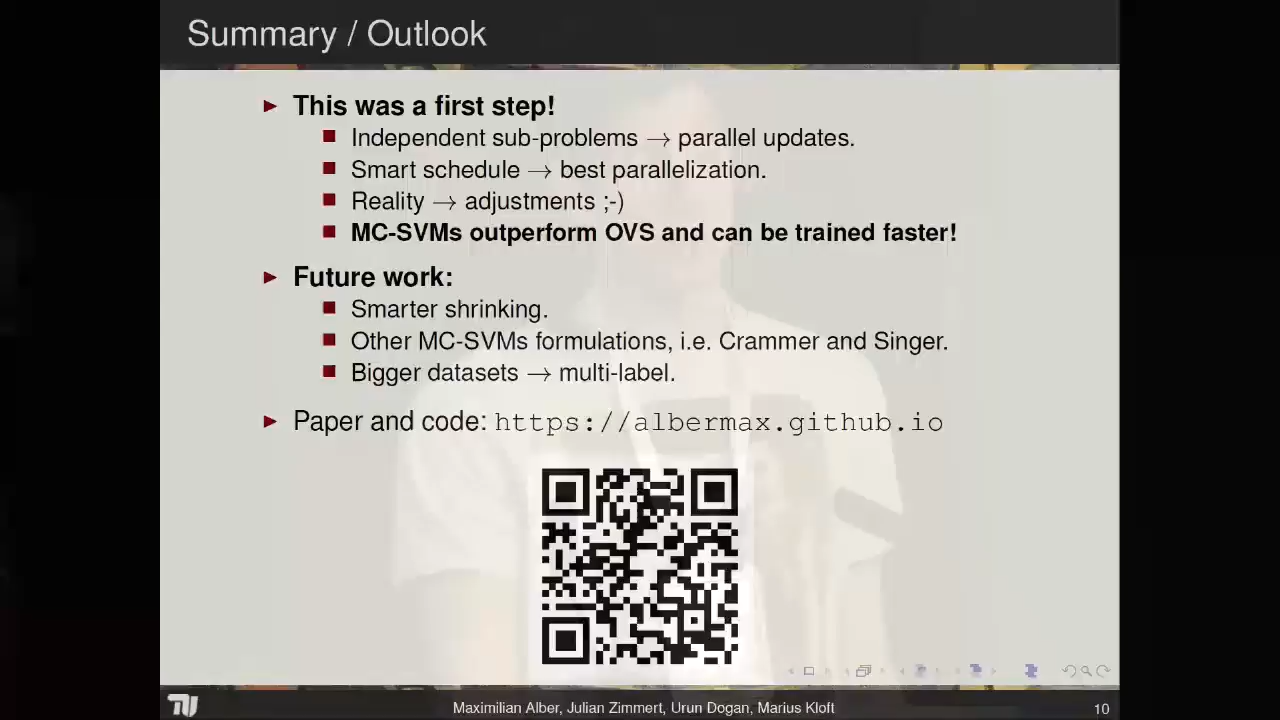 Summary / Outlook
This was a first step!
Independent sub-problems → parallel updates.
Smart schedule → best parallelization.
Reality → adjustments ;-)
MC-SVMs outperform OVS and can be trained faster!
Future work:
Smarter shrinking.
Other MC-SVMs formulations, i.e. Crammer and Singer.
Bigger datasets → multi-label.
Paper and code: https://albermax.github.io
Maximilian Alber, Julian Zimmert, Urun Dogan, Marius Kloft
10